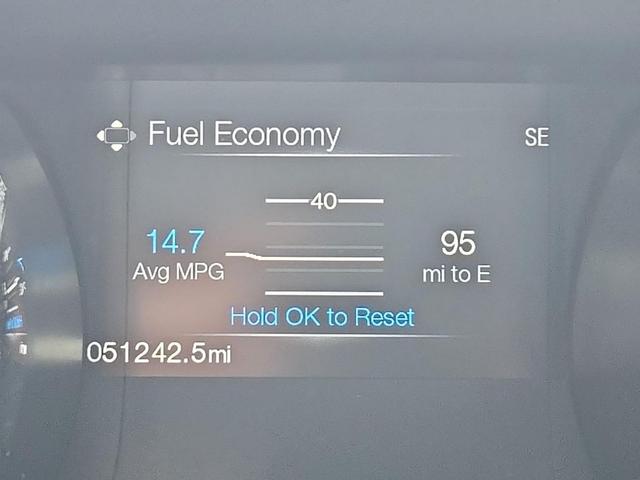 Fuel Economy SE
40
14.7 95
Avg MPG mi to E
Hold OK to Reset
051242.5mi